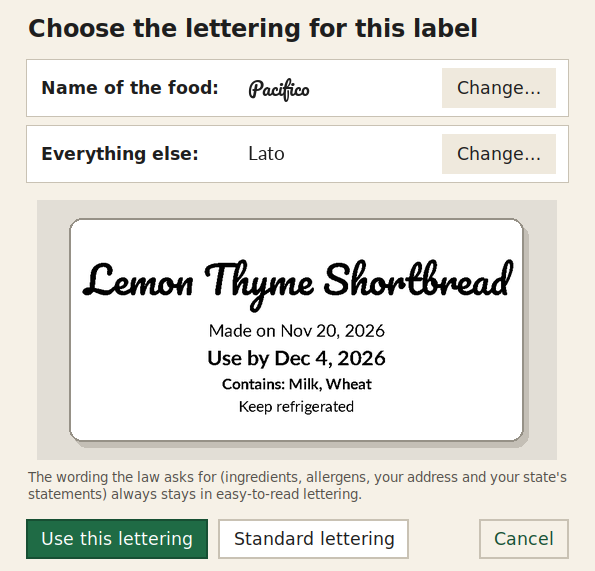 Choose the lettering for this label
Name of the food: Pacifico Change...
Everything else: Lato Change...
Lemon Thyme Shortbread
Made on Nov 20, 2026
Use by Dec 4, 2026
Contains: Milk, Wheat
Keep refrigerated
The wording the law asks for (ingredients, allergens, your address and your state's
statements) always stays in easy-to-read lettering.
Use this lettering Standard lettering Cancel